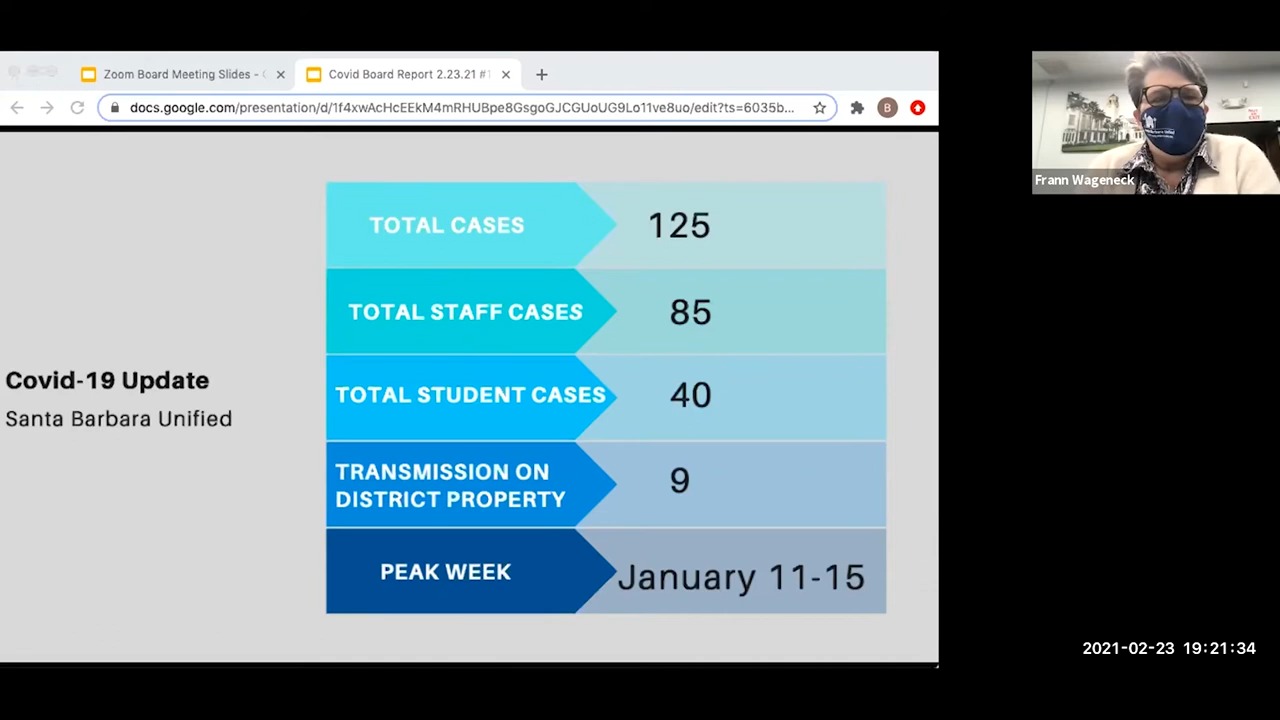 Zoom Board Meeting Slides -
Covid Board Report 2.23.21 #1
docs.google.com/presentation/d/1f4xwAcHcEEkM4mRHUBpe8GsgoGJCGUoUG9Lo11ve8uo/edit?ts=6035b...
B
Frann Wageneck
TOTAL CASES
125
TOTAL STAFF CASES
85
Covid-19 Update
Santa Barbara Unified
TOTAL STUDENT CASES
40
TRANSMISSION ON
DISTRICT PROPERTY
9
PEAK WEEK
January 11-15
2021-02-23 19:21:34